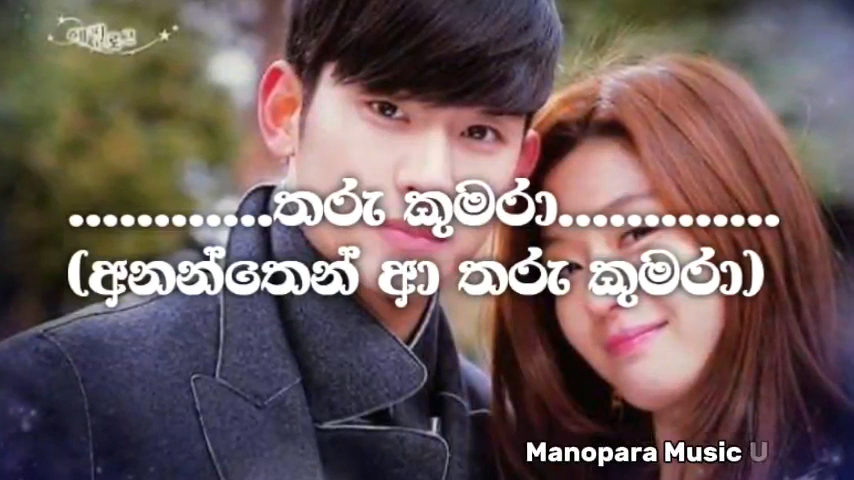 ............තරු කුමරා.............
(අනන්තෙන් ආ තරු කුමරා)
Manopara Music U